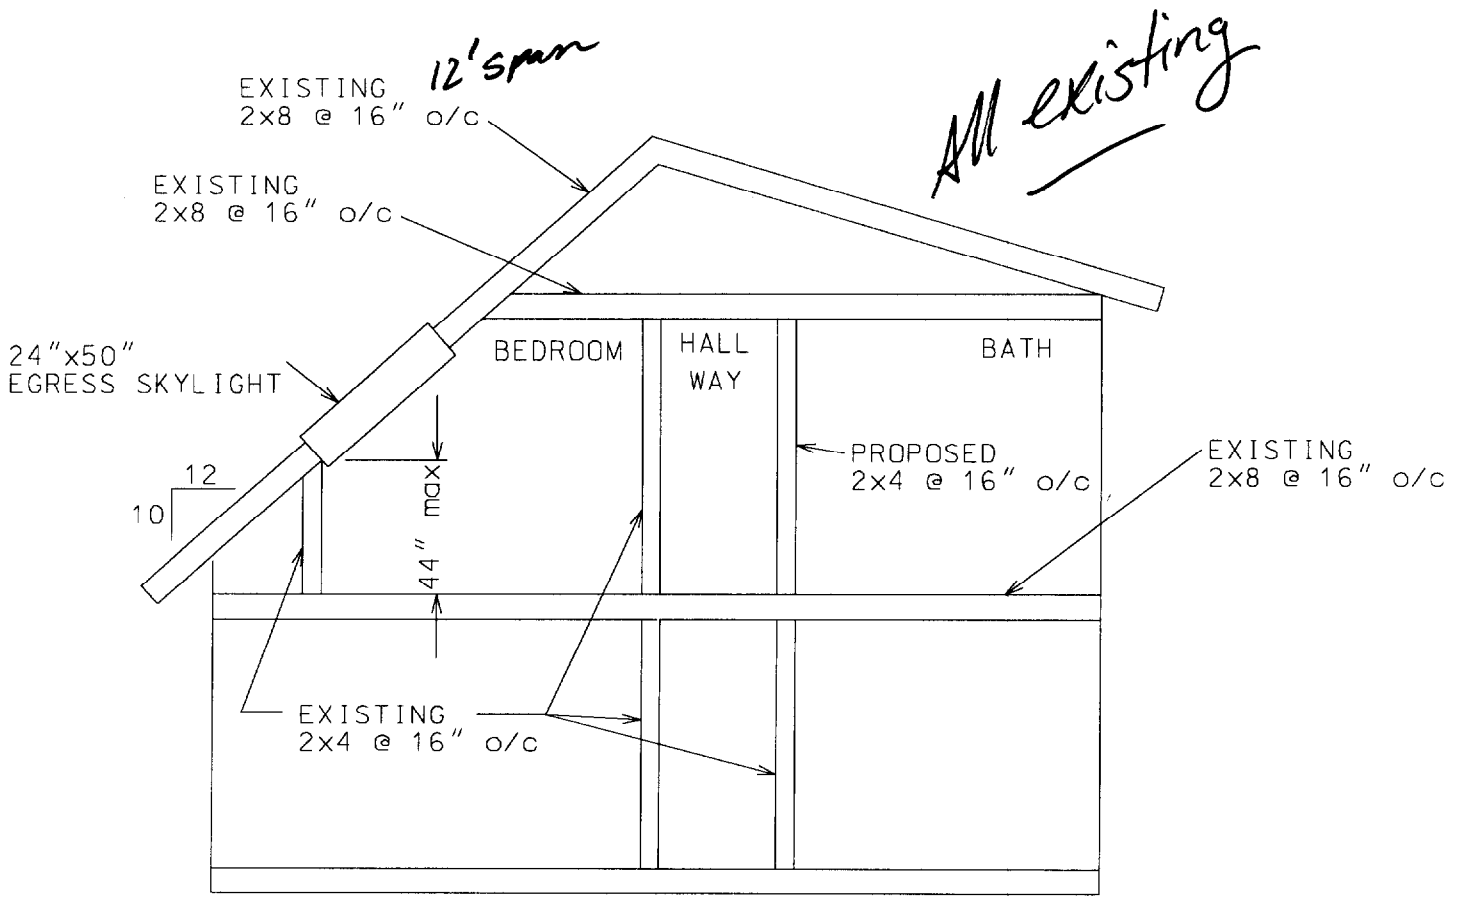 EXISTING 12' span
2x8 @ 16" o/c
All existing
EXISTING
2x8 @ 16" o/c
24"x50"
EGRESS SKYLIGHT
BEDROOM
HALL
WAY
BATH
12
10
44" max
PROPOSED
2x4 @ 16" o/c
EXISTING
2x8 @ 16" o/c
EXISTING
2x4 @ 16" o/c